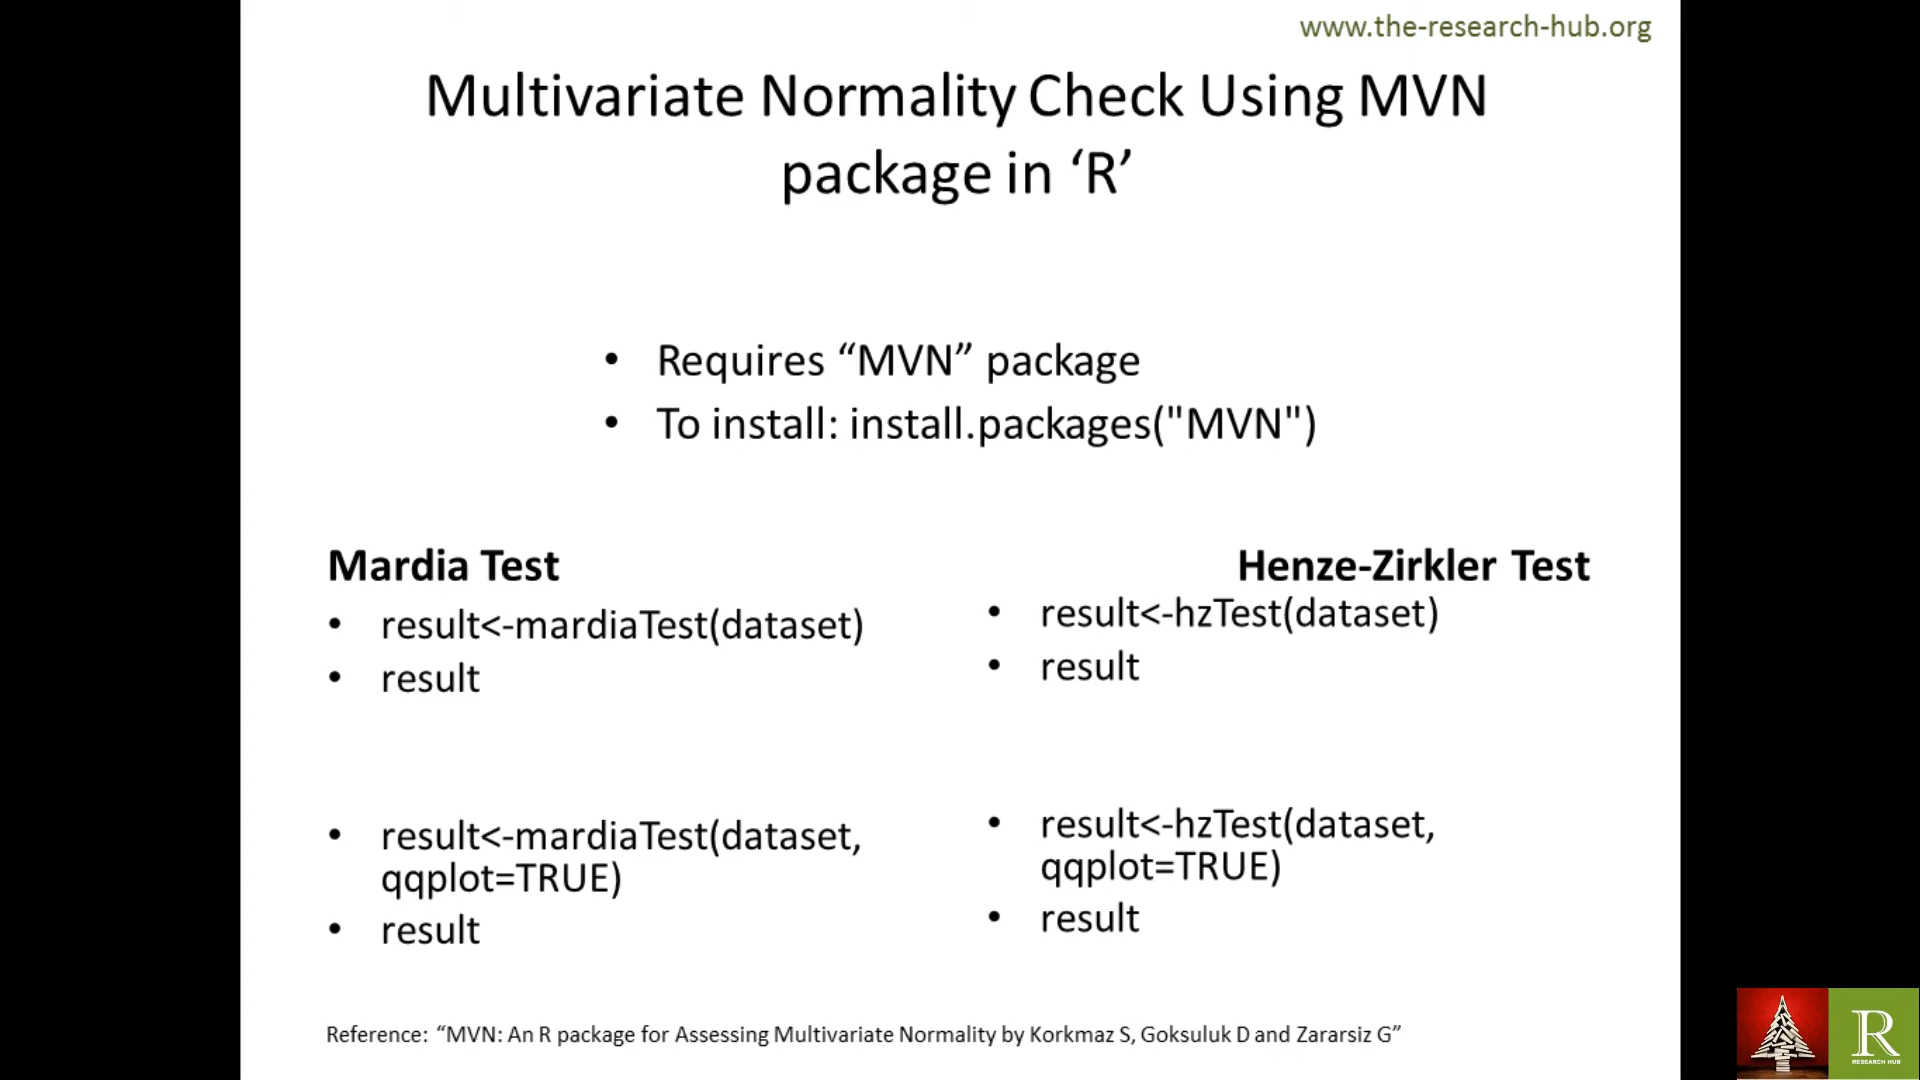 www.the-research-hub.org
Multivariate Normality Check Using MVN
package in ‘R’
• Requires “MVN” package
• To install: install.packages("MVN")
Mardia Test
• result<-mardiaTest(dataset)
• result
• result<-mardiaTest(dataset,
qqplot=TRUE)
• result
Henze-Zirkler Test
• result<-hzTest(dataset)
• result
• result<-hzTest(dataset,
qqplot=TRUE)
• result
Reference: “MVN: An R package for Assessing Multivariate Normality by Korkmaz S, Goksuluk D and Zararsiz G”
R
RESEARCH HUB